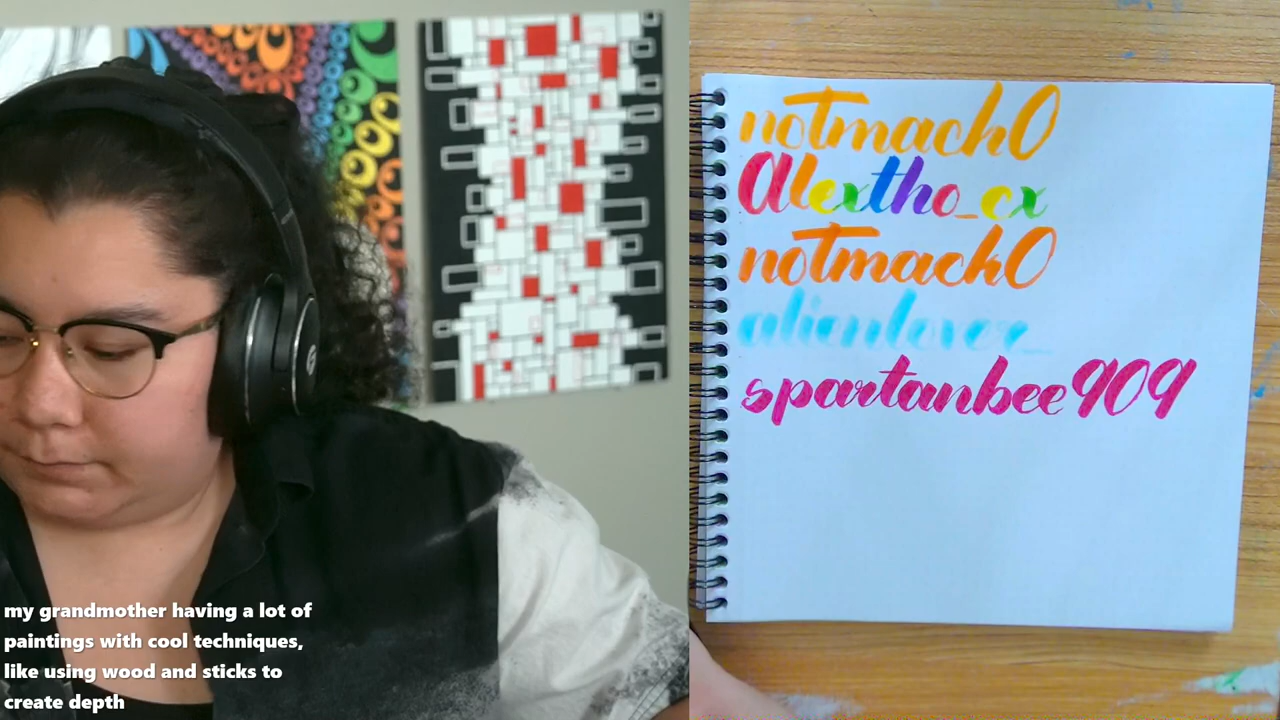 notmach0
Alextho_cx
notmach0
alienlover_
spartanbee909
my grandmother having a lot of
paintings with cool techniques,
like using wood and sticks to
create depth